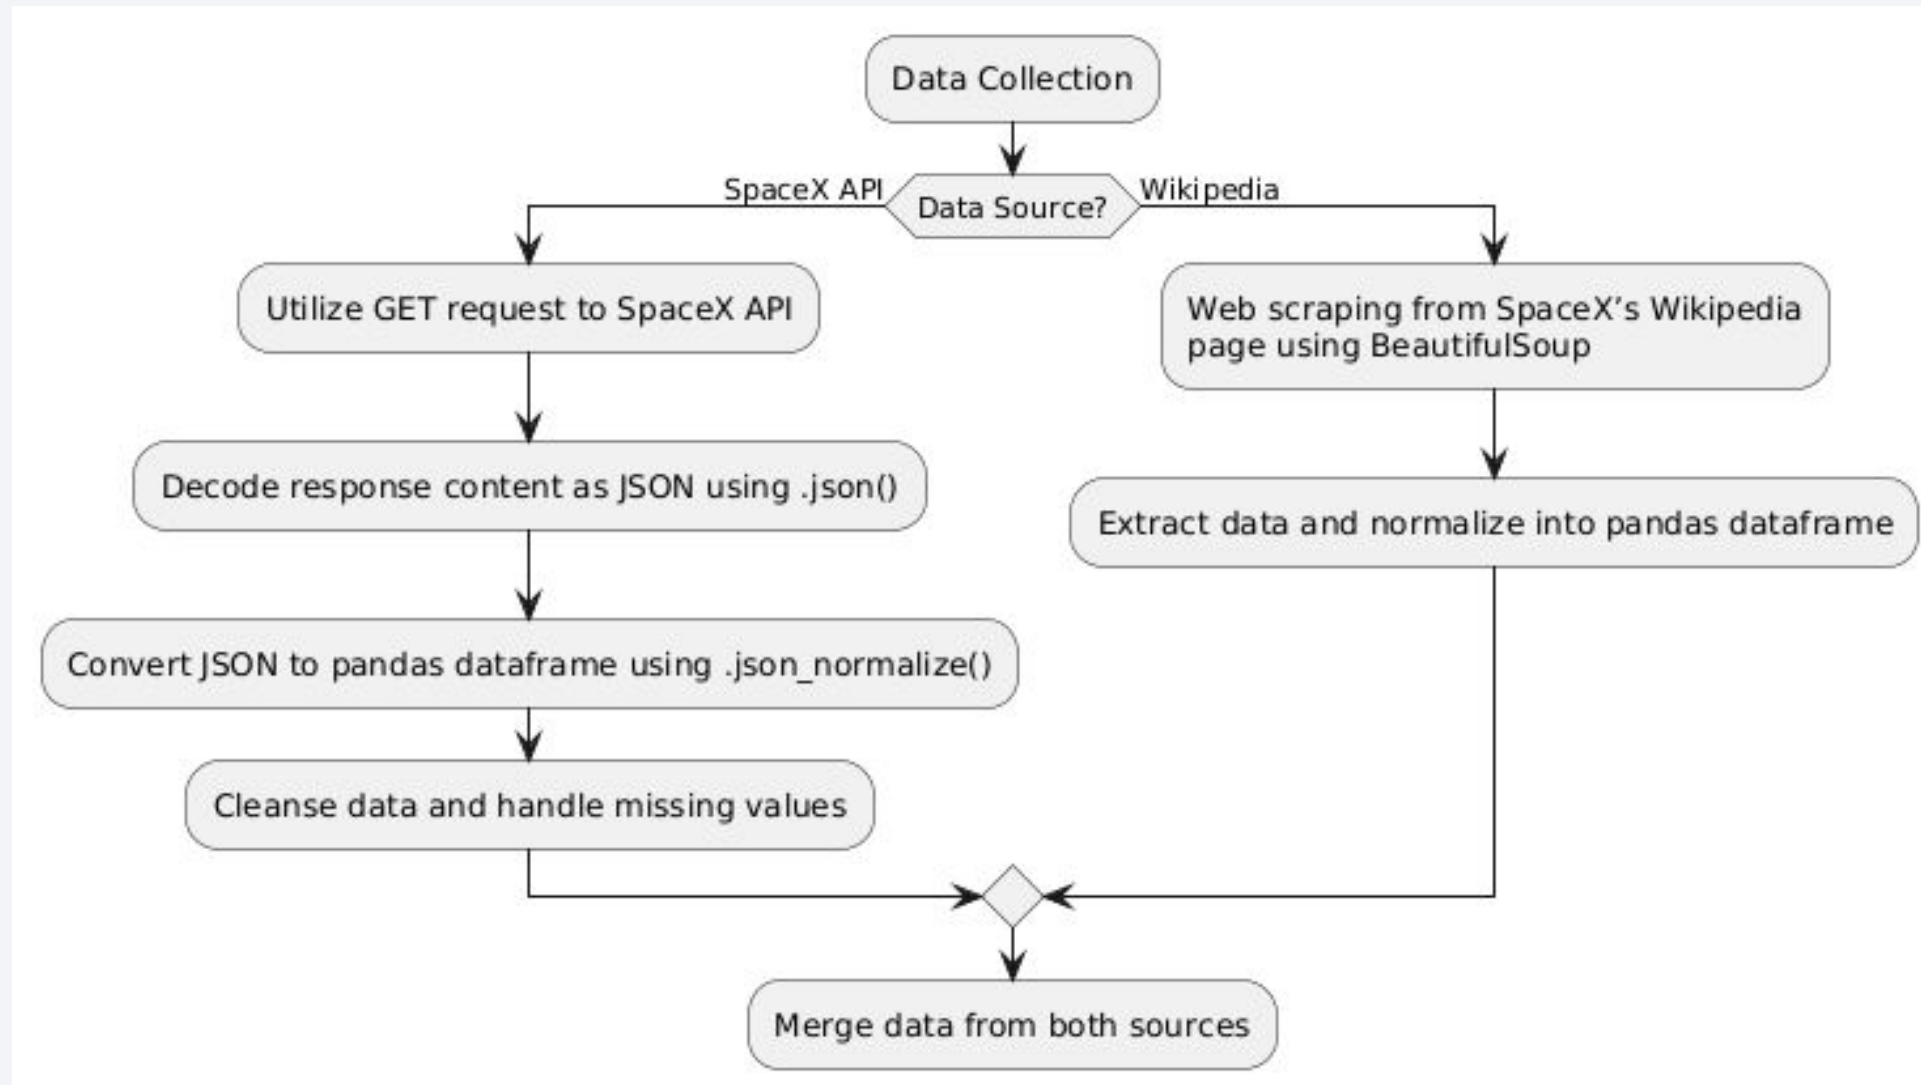 Data Collection
SpaceX API
Data Source?
Wikipedia
Utilize GET request to SpaceX API
Web scraping from SpaceX’s Wikipedia
page using BeautifulSoup
Decode response content as JSON using .json()
Extract data and normalize into pandas dataframe
Convert JSON to pandas dataframe using .json_normalize()
Cleanse data and handle missing values
Merge data from both sources